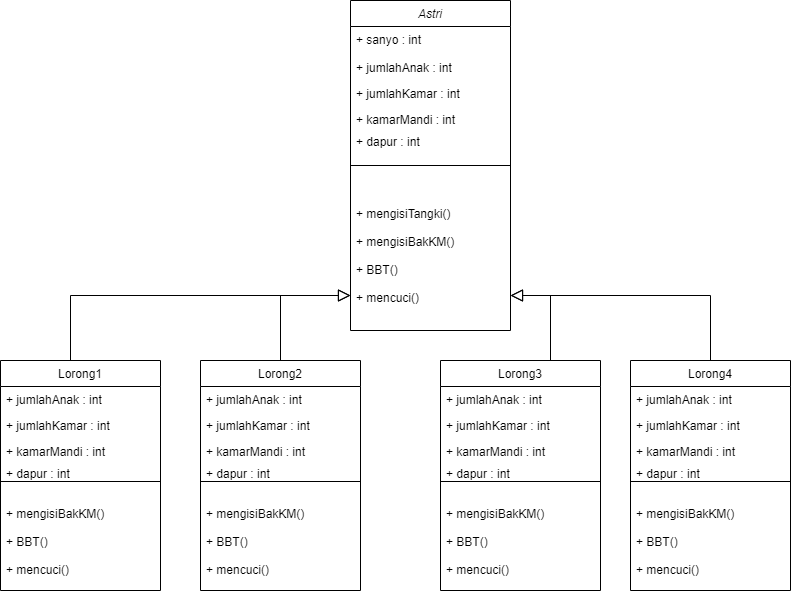 Astri
+ sanyo : int
+ jumlahAnak : int
+ jumlahKamar : int
+ kamarMandi : int
+ dapur : int
+ mengisiTangki()
+ mengisiBakKM()
+ BBT()
+ mencuci()
Lorong1
+ jumlahAnak : int
+ jumlahKamar : int
+ kamarMandi : int
+ dapur : int
+ mengisiBakKM()
+ BBT()
+ mencuci()
Lorong2
+ jumlahAnak : int
+ jumlahKamar : int
+ kamarMandi : int
+ dapur : int
+ mengisiBakKM()
+ BBT()
+ mencuci()
Lorong3
+ jumlahAnak : int
+ jumlahKamar : int
+ kamarMandi : int
+ dapur : int
+ mengisiBakKM()
+ BBT()
+ mencuci()
Lorong4
+ jumlahAnak : int
+ jumlahKamar : int
+ kamarMandi : int
+ dapur : int
+ mengisiBakKM()
+ BBT()
+ mencuci()